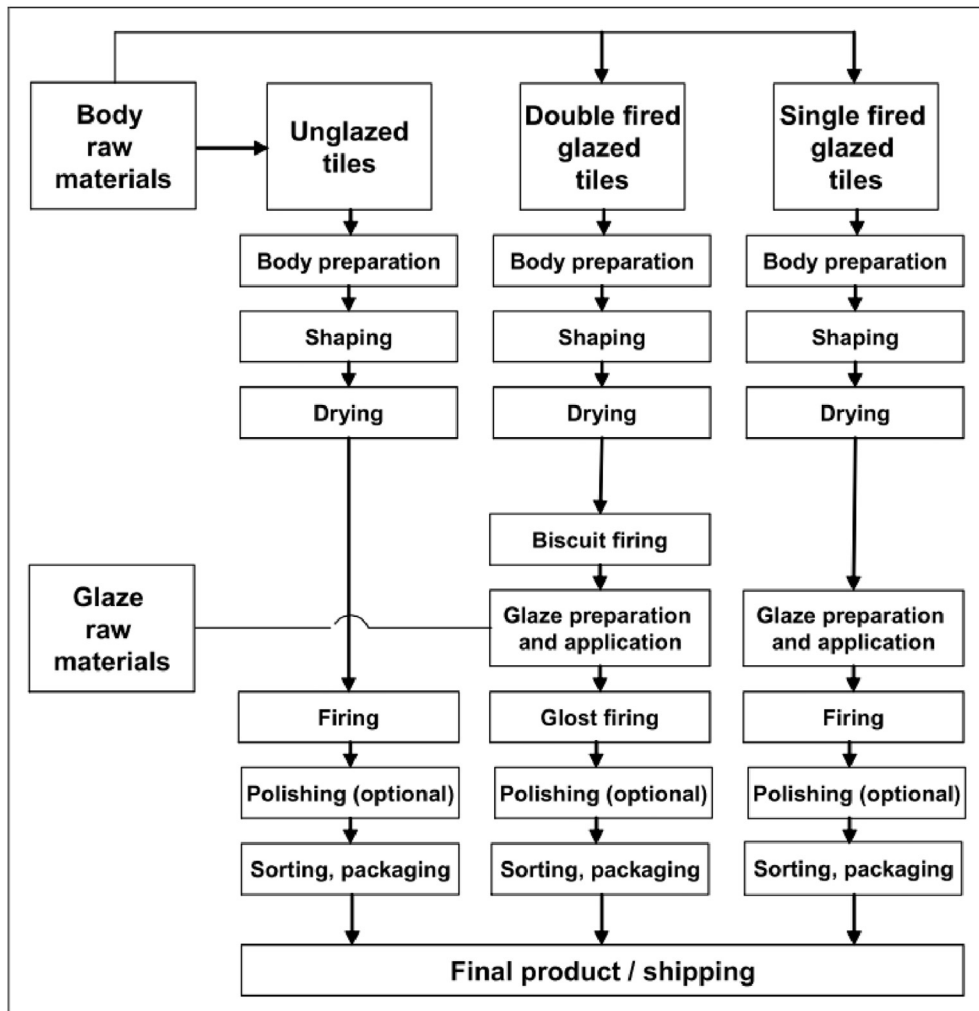 Body
raw
materials
Unglazed
tiles
Double fired
glazed
tiles
Single fired
glazed
tiles
Body preparation
Body preparation
Body preparation
Shaping
Shaping
Shaping
Drying
Drying
Drying
Biscuit firing
Glaze
raw
materials
Glaze preparation
and application
Glaze preparation
and application
Firing
Glost firing
Firing
Polishing (optional)
Polishing (optional)
Polishing (optional)
Sorting, packaging
Sorting, packaging
Sorting, packaging
Final product / shipping